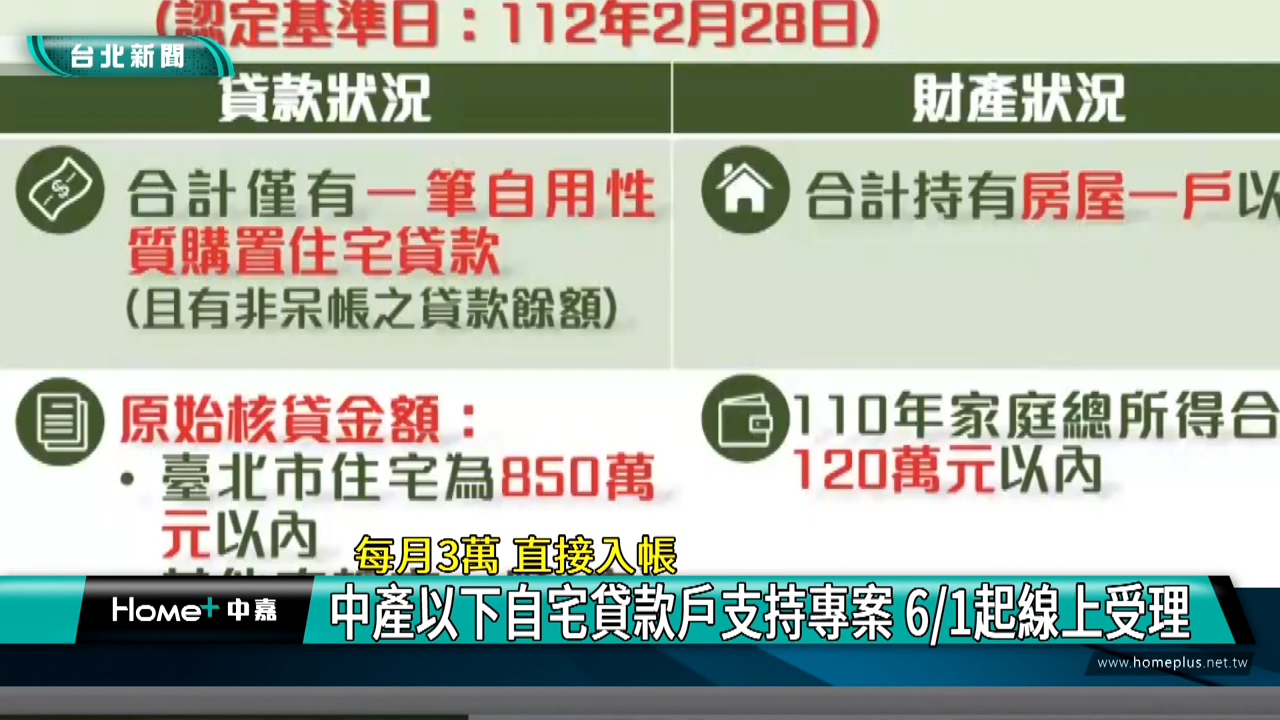 (認定基準日：112年2月28日)
台北新聞
貸款狀況
財產狀況
合計僅有一筆自用性
質購置住宅貸款
(且有非呆帳之貸款餘額)
合計持有房屋一戶以
原始核貸金額：
• 臺北市住宅為850萬
元以內
110年家庭總所得合
120萬元以內
每月3萬 直接入帳
Home+中嘉
中產以下自宅貸款戶支持專案 6/1起線上受理
www.homeplus.net.tw